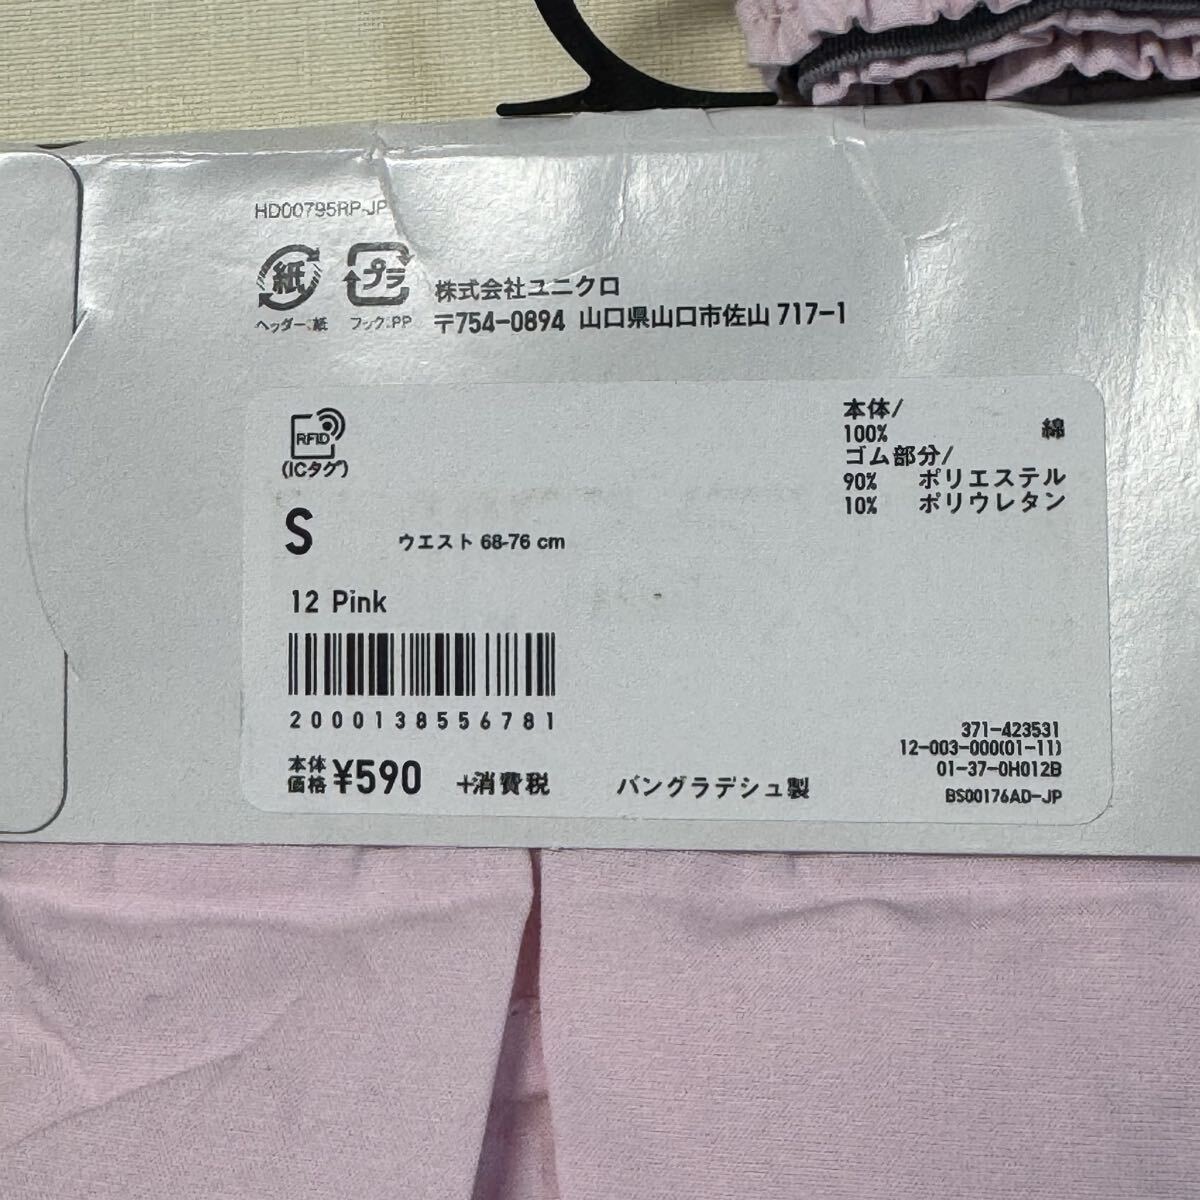 HD00795RP-JP
紙
プラ
ヘッダー:紙
フック:PP
株式会社ユニクロ
〒754-0894 山口県山口市佐山 717-1
RFID
(ICタグ)
本体/
100% 綿
ゴム部分/
90% ポリエステル
10% ポリウレタン
S
ウエスト 68-76 cm
12 Pink
2000138556781
本体価格 ¥590 +消費税
バングラデシュ製
371-423531
12-003-000(01-11)
01-37-0H012B
BS00176AD-JP